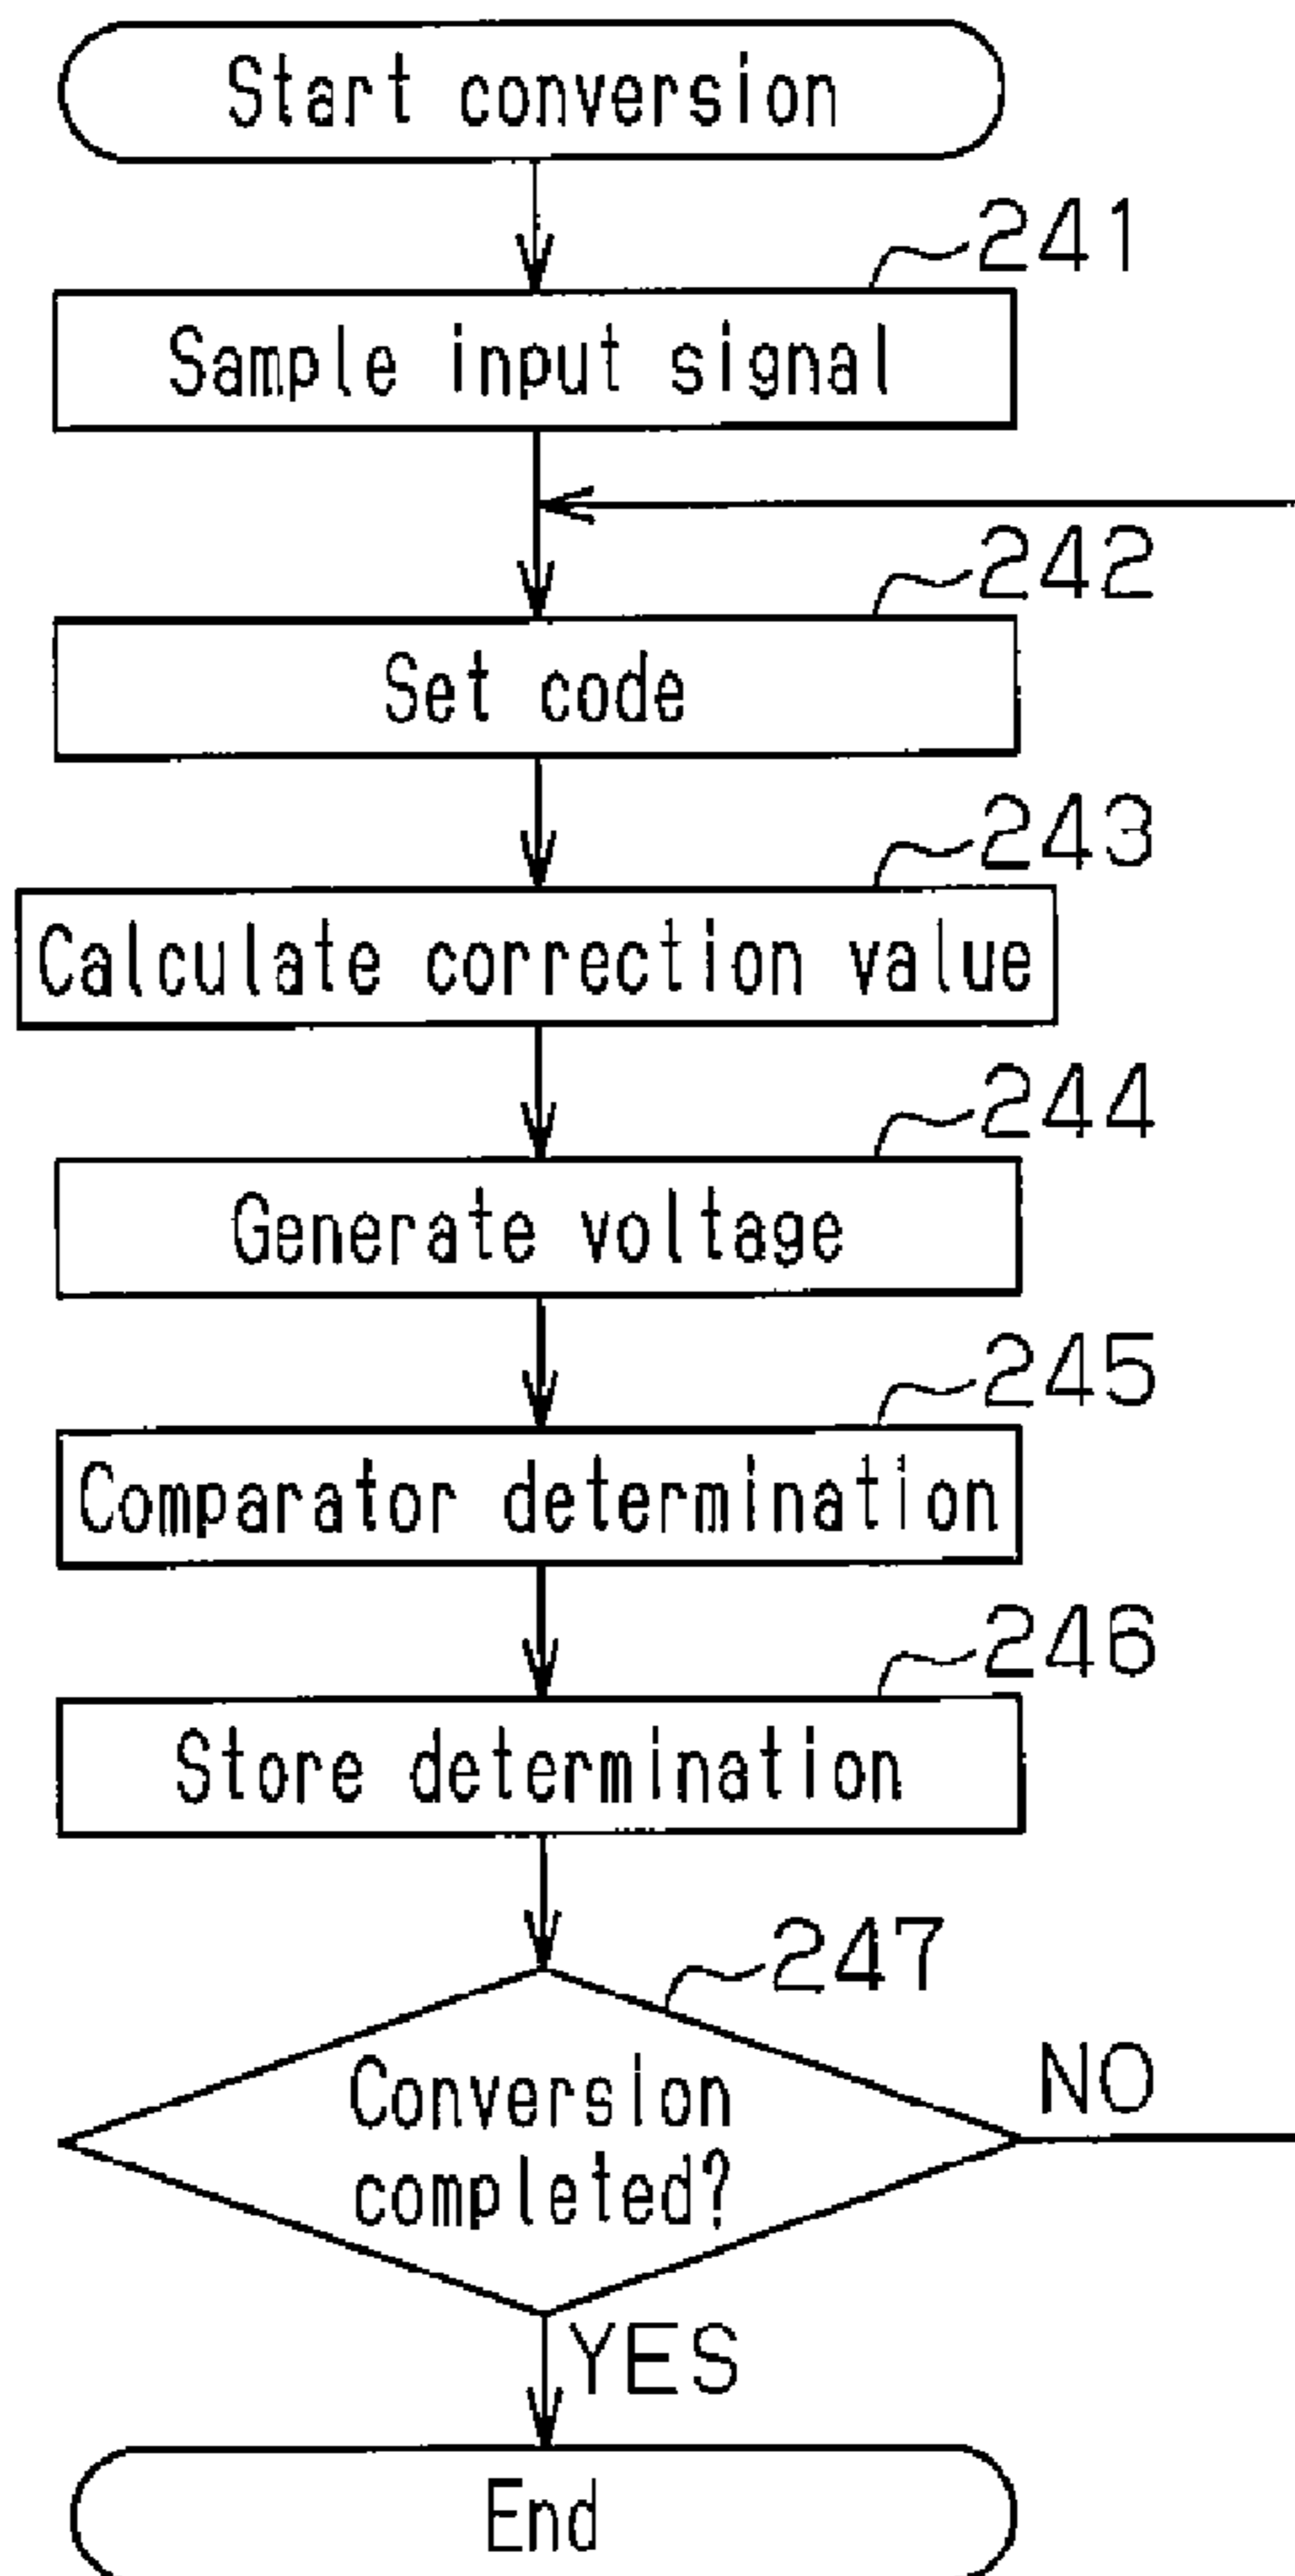 Start conversion
241
Sample input signal
242
Set code
243
Calculate correction value
244
Generate voltage
245
Comparator determination
246
Store determination
247
Conversion
completed?
NO
YES
End